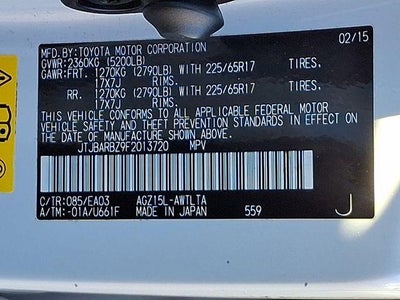 MFD.BY:TOYOTA MOTOR CORPORATION 02/15
GVWR:2360KG (5200LB)
GAWR:FRT. 1270KG (2790LB) WITH 225/65R17 TIRES.
17X7J RIMS.
RR. 1270KG (2790LB) WITH 225/65R17 TIRES.
17X7J RIMS.
THIS VEHICLE CONFORMS TO ALL APPLICABLE FEDERAL MOTOR
VEHICLE SAFETY AND THEFT PREVENTION STANDARDS IN EFFECT ON
THE DATE OF MANUFACTURE SHOWN ABOVE.
JTJBARBZ9F2013720 MPV
C/TR:085/EA03 AGZ15L-AWTLTA
A/TM:-01A/U661F MADE IN JAPAN 559 J